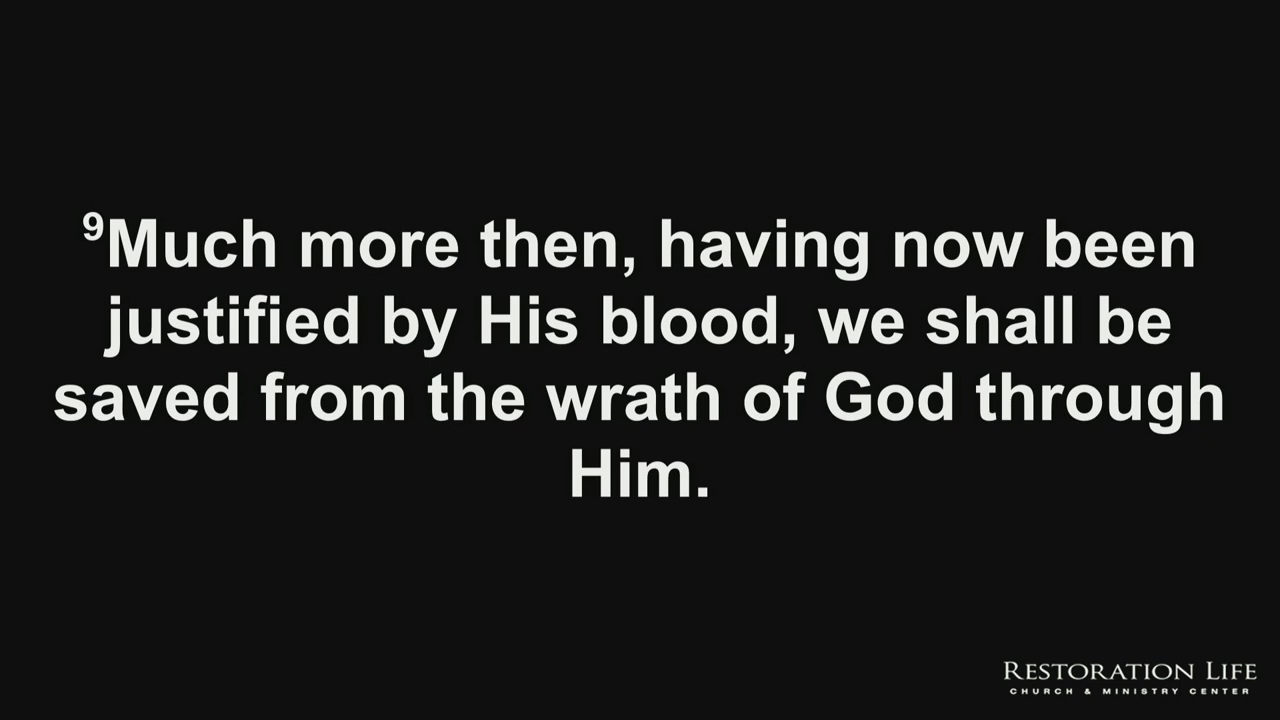 ⁹Much more then, having now been
justified by His blood, we shall be
saved from the wrath of God through
Him.
RESTORATION LIFE
CHURCH & MINISTRY CENTER